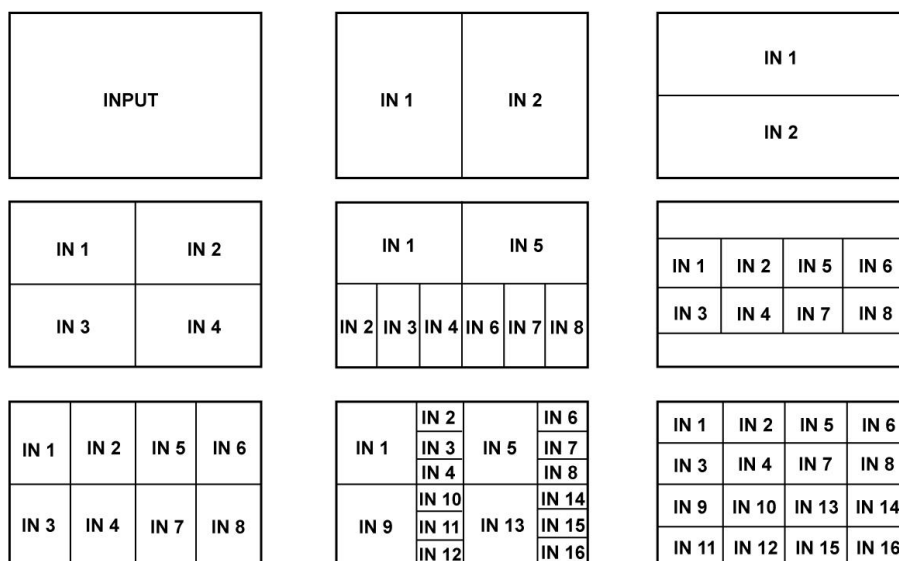 INPUT
IN 1 IN 2
IN 1
IN 2
IN 1 IN 2
IN 3 IN 4
IN 1 IN 5
IN 2 IN 3 IN 4 IN 6 IN 7 IN 8
IN 1 IN 2 IN 5 IN 6
IN 3 IN 4 IN 7 IN 8
IN 1 IN 2 IN 5 IN 6
IN 3 IN 4 IN 7 IN 8
IN 2 IN 6
IN 1 IN 3 IN 5 IN 7
IN 4 IN 8
IN 10 IN 14
IN 9 IN 11 IN 13 IN 15
IN 12 IN 16
IN 1 IN 2 IN 5 IN 6
IN 3 IN 4 IN 7 IN 8
IN 9 IN 10 IN 13 IN 14
IN 11 IN 12 IN 15 IN 16